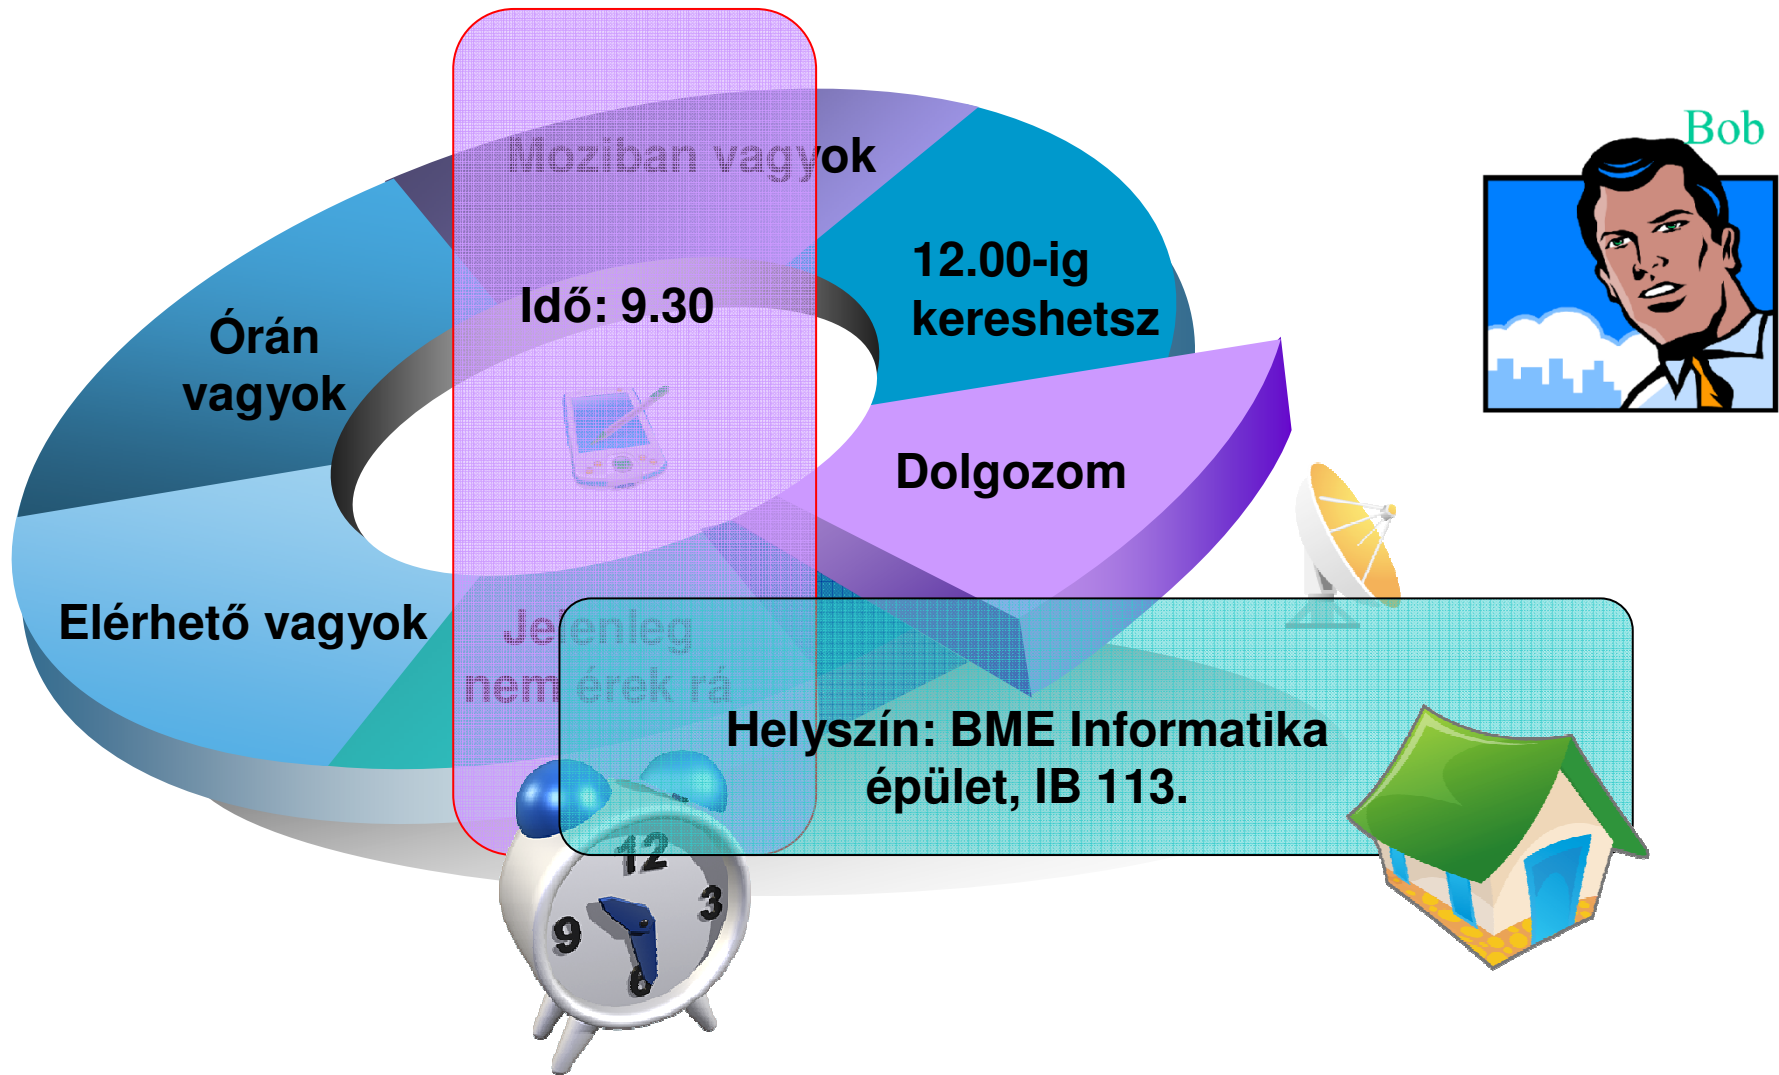 Bob
Moziban vagyok
12.00-ig
kereshetsz
Idő: 9.30
Órán
vagyok
Dolgozom
Elérhető vagyok
Jelenleg
nem érek rá
Helyszín: BME Informatika
épület, IB 113.
12
3
9
6